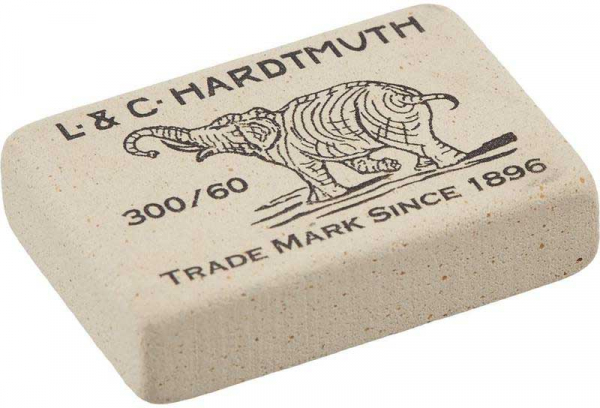 L. & C. HARDTMUTH
300/60
TRADE MARK SINCE 1896